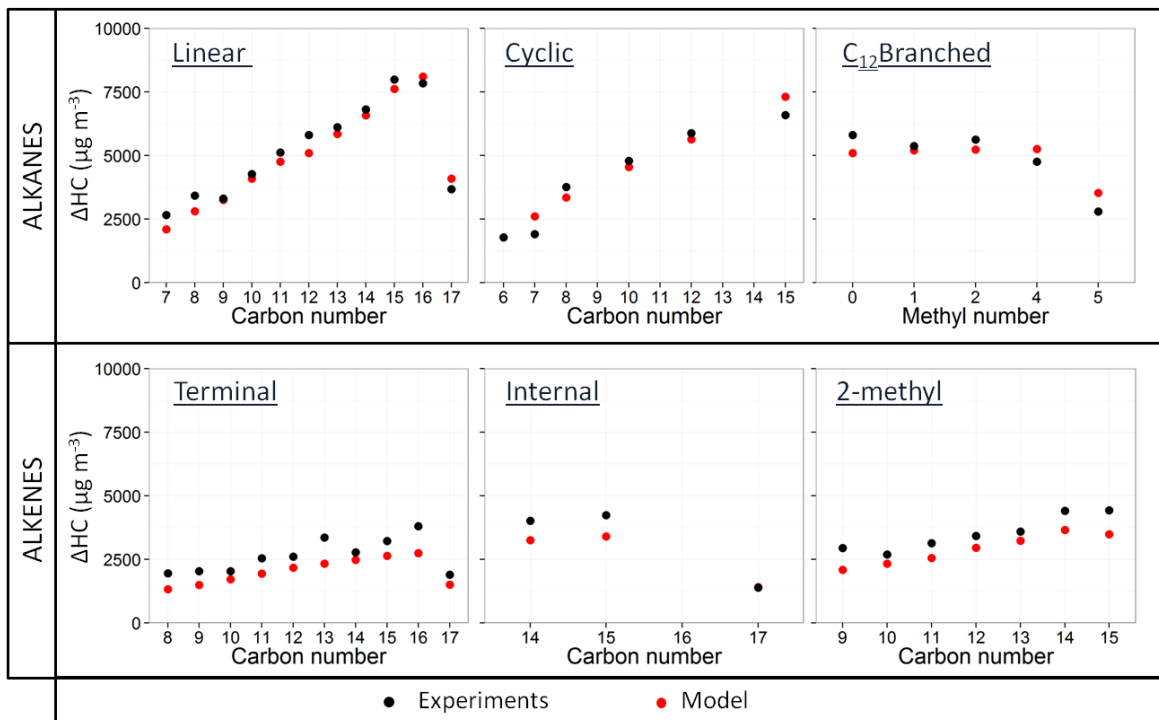 ALKANES
ΔHC (µg m⁻³)
10000
7500
5000
2500
0
Linear
7 8 9 10 11 12 13 14 15 16 17
Carbon number
Cyclic
6 7 8 9 10 11 12 13 14 15
Carbon number
C₁₂Branched
0 1 2 4 5
Methyl number
ALKENES
ΔHC (µg m⁻³)
10000
7500
5000
2500
0
Terminal
8 9 10 11 12 13 14 15 16 17
Carbon number
Internal
14 15 16 17
Carbon number
2-methyl
9 10 11 12 13 14 15
Carbon number
Experiments
Model